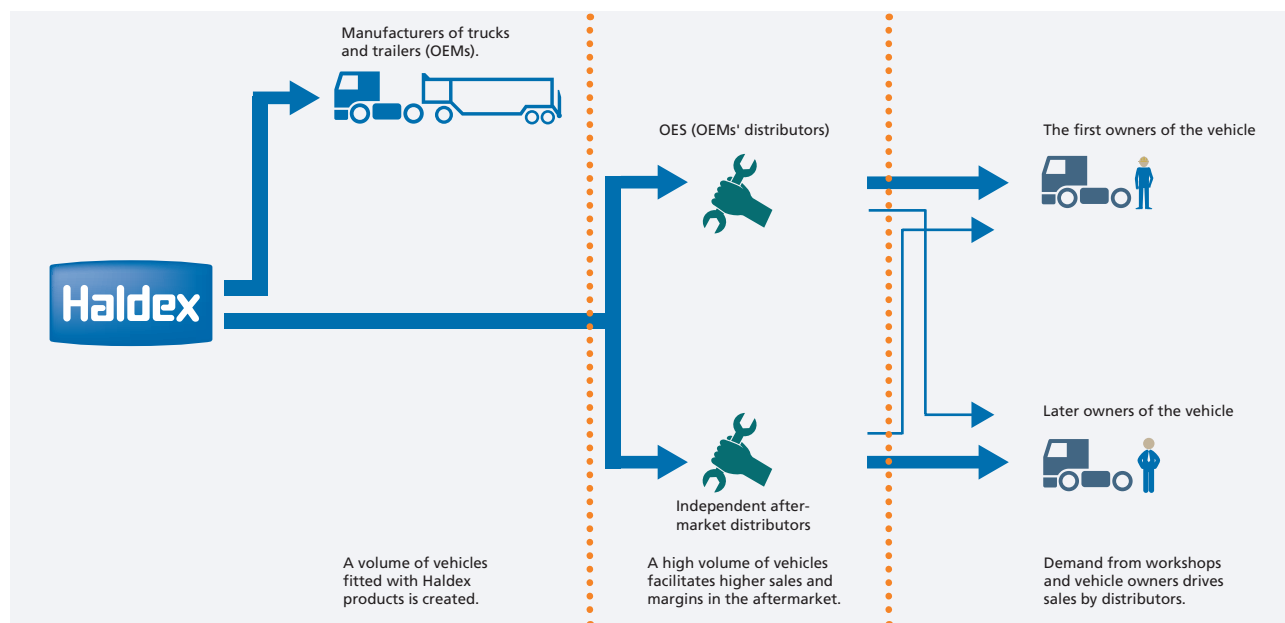 Manufacturers of trucks
and trailers (OEMs).
OES (OEMs' distributors)
The first owners of the vehicle
Haldex
Later owners of the vehicle
Independent after-
market distributors
A volume of vehicles
fitted with Haldex
products is created.
A high volume of vehicles
facilitates higher sales and
margins in the aftermarket.
Demand from workshops
and vehicle owners drives
sales by distributors.